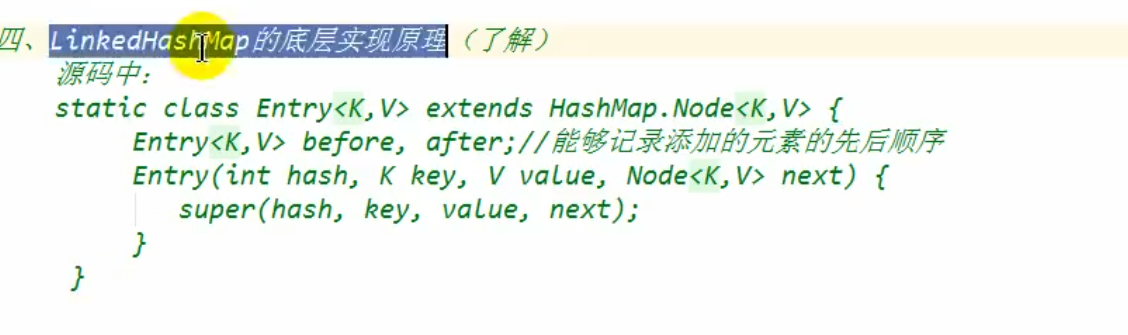 四、LinkedHashMap的底层实现原理（了解）
源码中：
static class Entry<K,V> extends HashMap.Node<K,V> {
Entry<K,V> before, after;//能够记录添加的元素的先后顺序
Entry(int hash, K key, V value, Node<K,V> next) {
super(hash, key, value, next);
}
}